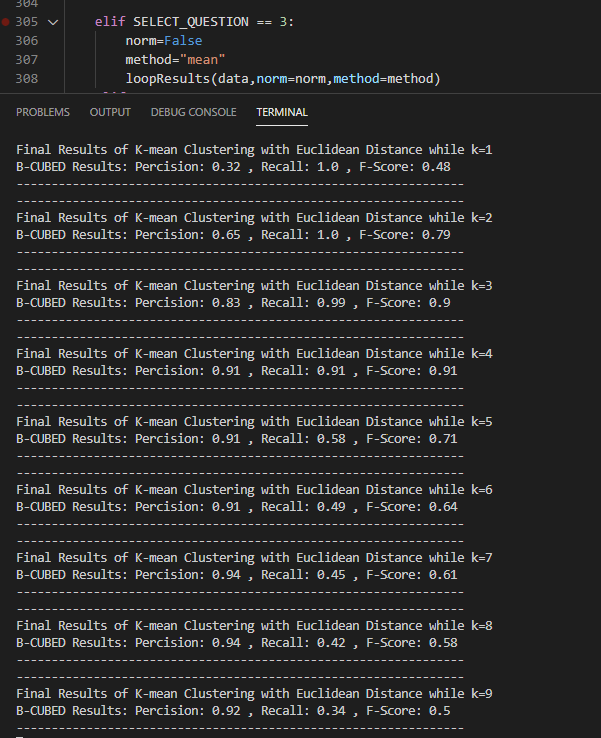 304
305 elif SELECT_QUESTION == 3:
306 norm=False
307 method="mean"
308 loopResults(data,norm=norm,method=method)
PROBLEMS OUTPUT DEBUG CONSOLE TERMINAL
Final Results of K-mean Clustering with Euclidean Distance while k=1
B-CUBED Results: Percision: 0.32 , Recall: 1.0 , F-Score: 0.48
----------------------------------------------------------------
----------------------------------------------------------------
Final Results of K-mean Clustering with Euclidean Distance while k=2
B-CUBED Results: Percision: 0.65 , Recall: 1.0 , F-Score: 0.79
----------------------------------------------------------------
----------------------------------------------------------------
Final Results of K-mean Clustering with Euclidean Distance while k=3
B-CUBED Results: Percision: 0.83 , Recall: 0.99 , F-Score: 0.9
----------------------------------------------------------------
----------------------------------------------------------------
Final Results of K-mean Clustering with Euclidean Distance while k=4
B-CUBED Results: Percision: 0.91 , Recall: 0.91 , F-Score: 0.91
----------------------------------------------------------------
----------------------------------------------------------------
Final Results of K-mean Clustering with Euclidean Distance while k=5
B-CUBED Results: Percision: 0.91 , Recall: 0.58 , F-Score: 0.71
----------------------------------------------------------------
----------------------------------------------------------------
Final Results of K-mean Clustering with Euclidean Distance while k=6
B-CUBED Results: Percision: 0.91 , Recall: 0.49 , F-Score: 0.64
----------------------------------------------------------------
----------------------------------------------------------------
Final Results of K-mean Clustering with Euclidean Distance while k=7
B-CUBED Results: Percision: 0.94 , Recall: 0.45 , F-Score: 0.61
----------------------------------------------------------------
----------------------------------------------------------------
Final Results of K-mean Clustering with Euclidean Distance while k=8
B-CUBED Results: Percision: 0.94 , Recall: 0.42 , F-Score: 0.58
----------------------------------------------------------------
----------------------------------------------------------------
Final Results of K-mean Clustering with Euclidean Distance while k=9
B-CUBED Results: Percision: 0.92 , Recall: 0.34 , F-Score: 0.5
----------------------------------------------------------------